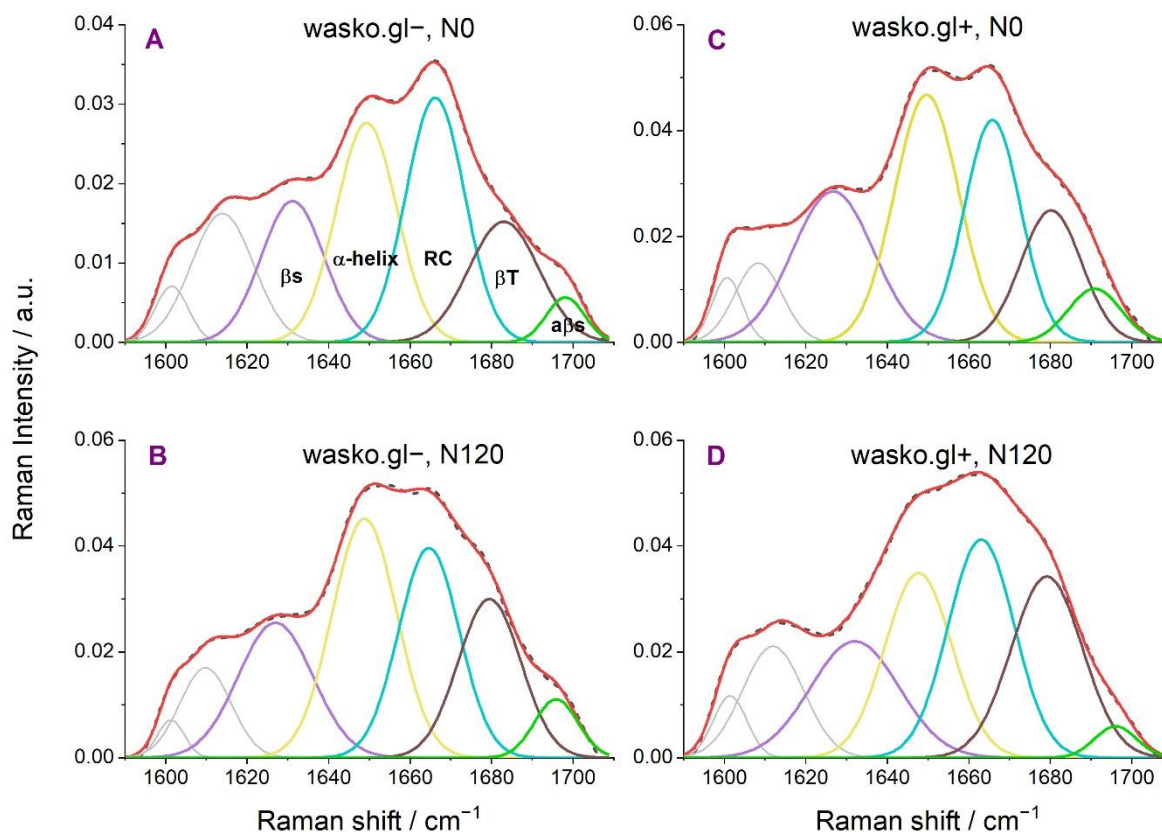 Raman Intensity / a.u.
A
wasko.gl−, N0
0.04
0.03
0.02
0.01
0.00
βs
α-helix
RC
βT
aβs
1600 1620 1640 1660 1680 1700
C
wasko.gl+, N0
0.06
0.04
0.02
0.00
1600 1620 1640 1660 1680 1700
B
wasko.gl−, N120
0.06
0.04
0.02
0.00
1600 1620 1640 1660 1680 1700
Raman shift / cm⁻¹
D
wasko.gl+, N120
0.06
0.04
0.02
0.00
1600 1620 1640 1660 1680 1700
Raman shift / cm⁻¹